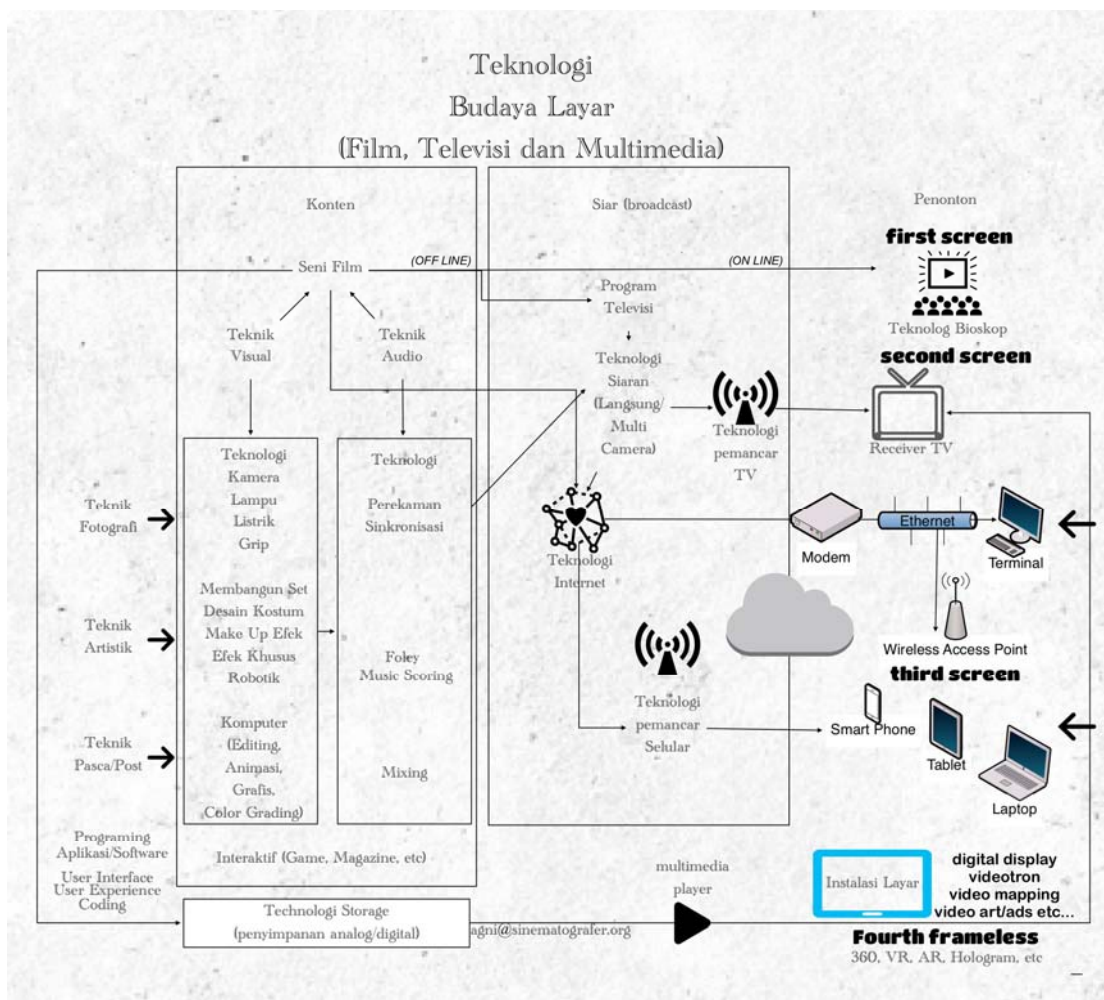 Teknologi
Budaya Layar
(Film, Televisi dan Multimedia)
Konten
Siar (broadcast)
Penonton
first screen
Seni Film
(OFF LINE)
(ON LINE)
Program
Televisi
Teknolog Bioskop
Teknik
Visual
Teknik
Audio
second screen
Teknologi
Siaran
(Langsung/
Multi
Camera)
Teknologi
pemancar
TV
Receiver TV
Teknik
Fotografi
Teknologi
Kamera
Lampu
Listrik
Grip
Teknologi
Perekaman
Sinkronisasi
Teknologi
Internet
Modem
Ethernet
Terminal
Teknik
Artistik
Membangun Set
Desain Kostum
Make Up Efek
Efek Khusus
Robotik
Foley
Music Scoring
Wireless Access Point
third screen
Teknologi
pemancar
Selular
Smart Phone
Tablet
Laptop
Teknik
Pasca/Post
Komputer
(Editing,
Animasi,
Grafis,
Color Grading)
Mixing
Programing
Aplikasi/Software
User Interface
User Experience
Coding
Interaktif (Game, Magazine, etc)
multimedia
player
Instalasi Layar
digital display
videotron
video mapping
video art/ads etc...
Technologi Storage
(penyimpanan analog/digital)
agni@sinematografer.org
Fourth frameless
360, VR, AR, Hologram, etc